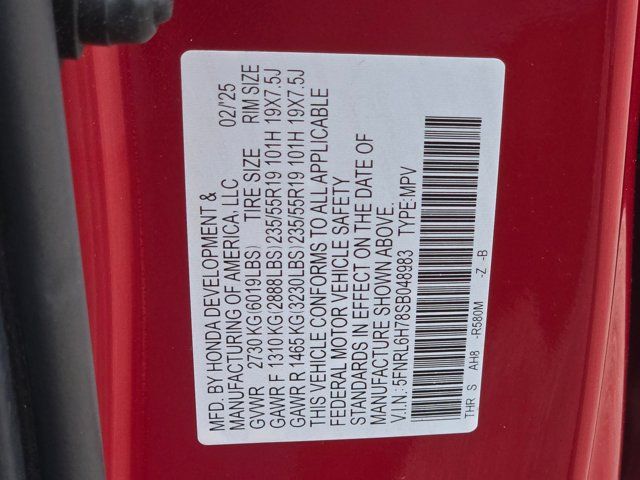 MFD. BY HONDA DEVELOPMENT &
MANUFACTURING OF AMERICA, LLC 02/'25
GVWR 2730 KG(6019LBS) TIRE SIZE RIM SIZE
GAWR F 1310 KG(2888LBS)235/55R19 101H 19X7.5J
GAWR R 1465 KG(3230LBS)235/55R19 101H 19X7.5J
THIS VEHICLE CONFORMS TO ALL APPLICABLE
FEDERAL MOTOR VEHICLE SAFETY
STANDARDS IN EFFECT ON THE DATE OF
MANUFACTURE SHOWN ABOVE.
V.I.N.: 5FNRL6H78SB048983 TYPE:MPV
THR S AH8 -R580M -Z -B